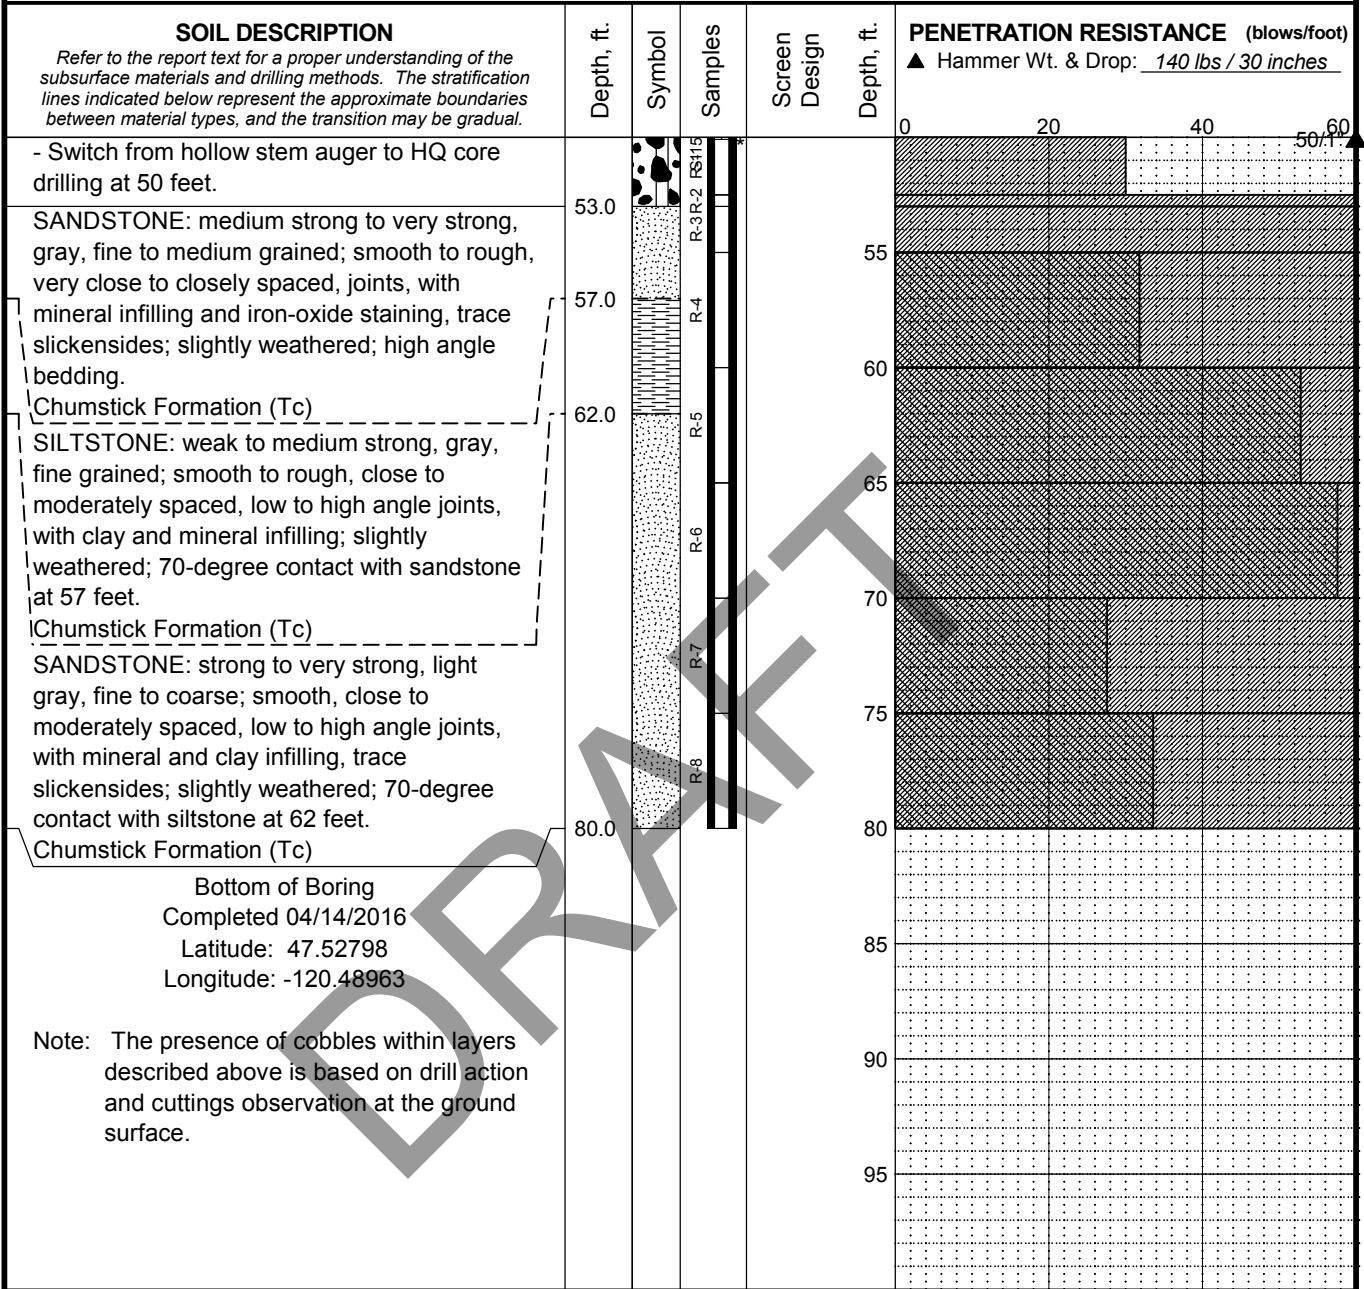 SOIL DESCRIPTION
Refer to the report text for a proper understanding of the
subsurface materials and drilling methods. The stratification
lines indicated below represent the approximate boundaries
between material types, and the transition may be gradual.
Depth, ft.
Symbol
Samples
Screen
Design
Depth, ft.
PENETRATION RESISTANCE (blows/foot)
▲ Hammer Wt. & Drop: 140 lbs / 30 inches
0 20 40 60
50/1"
- Switch from hollow stem auger to HQ core
drilling at 50 feet.
SANDSTONE: medium strong to very strong,
gray, fine to medium grained; smooth to rough,
very close to closely spaced, joints, with
mineral infilling and iron-oxide staining, trace
slickensides; slightly weathered; high angle
bedding.
Chumstick Formation (Tc)
SILTSTONE: weak to medium strong, gray,
fine grained; smooth to rough, close to
moderately spaced, low to high angle joints,
with clay and mineral infilling; slightly
weathered; 70-degree contact with sandstone
at 57 feet.
Chumstick Formation (Tc)
SANDSTONE: strong to very strong, light
gray, fine to coarse; smooth, close to
moderately spaced, low to high angle joints,
with mineral and clay infilling, trace
slickensides; slightly weathered; 70-degree
contact with siltstone at 62 feet.
Chumstick Formation (Tc)
Bottom of Boring
Completed 04/14/2016
Latitude: 47.52798
Longitude: -120.48963
Note: The presence of cobbles within layers
described above is based on drill action
and cuttings observation at the ground
surface.
53.0
57.0
62.0
80.0
*
R-2
R-3
R-4
R-5
R-6
R-7
R-8
55
60
65
70
75
80
85
90
95
DRAFT